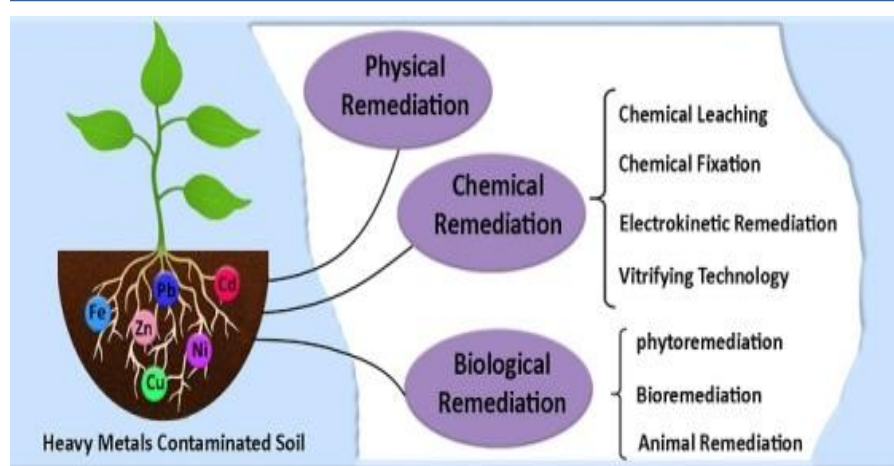 Physical
Remediation
Chemical
Remediation
Chemical Leaching
Chemical Fixation
Electrokinetic Remediation
Vitrifying Technology
Biological
Remediation
phytoremediation
Bioremediation
Animal Remediation
Fe
Pb
Cd
Zn
Ni
Cu
Heavy Metals Contaminated Soil